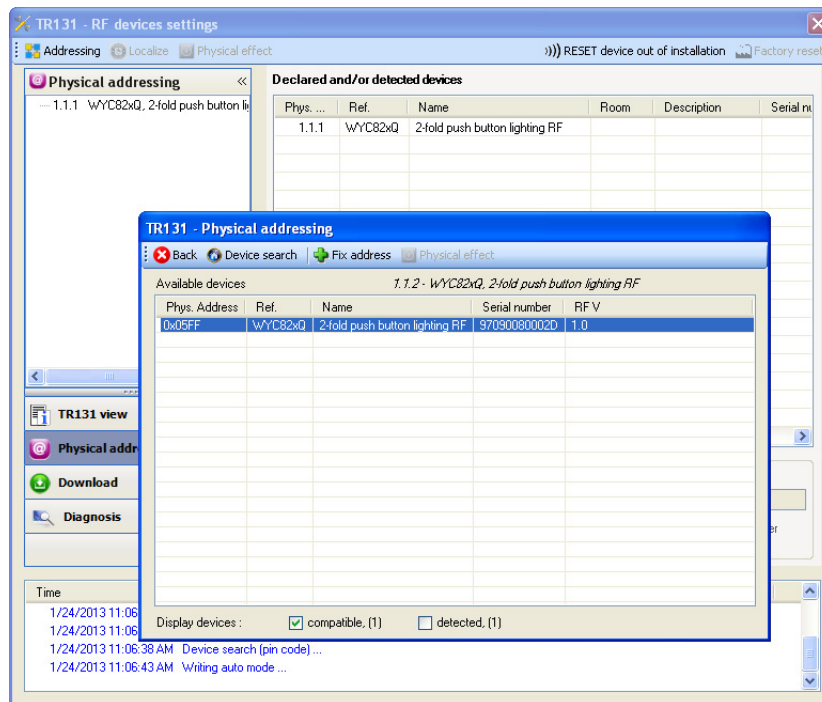 TR131 - RF devices settings
Addressing Localize Physical effect RESET device out of installation Factory reset
Physical addressing
1.1.1 WYC82xQ, 2-fold push button
Declared and/or detected devices
Phys. ... Ref. Name Room Description Serial
1.1.1 WYC82xQ 2-fold push button lighting RF
TR131 - Physical addressing
Back Device search Fix address Physical effect
Available devices 1.1.2 - WYC82xQ, 2-fold push button lighting RF
Phys. Address Ref. Name Serial number RF V
0x05FF WYC82xQ 2-fold push button lighting RF 97090080002D 1.0
TR131 view
Physical addr
Download
Diagnosis
er
Display devices : compatible, (1) detected, (1)
Time
1/24/2013 11:06
1/24/2013 11:06
1/24/2013 11:06:38 AM Device search (pin code) ...
1/24/2013 11:06:43 AM Writing auto mode ...